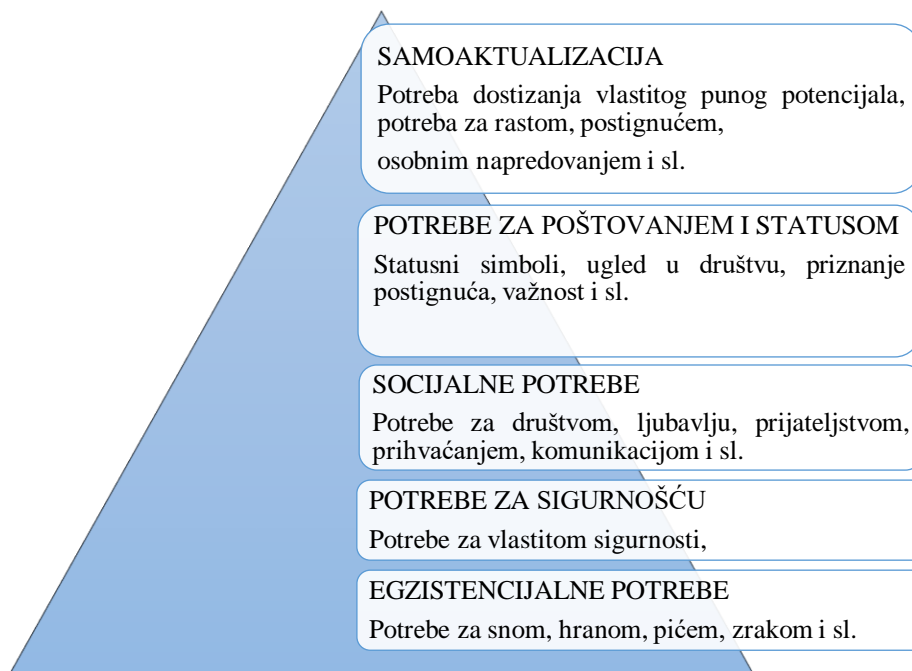 SAMOAKTUALIZACIJA
Potreba dostizanja vlastitog punog potencijala,
potreba za rastom, postignućem,
osobnim napredovanjem i sl.
POTREBE ZA POŠTOVANJEM I STATUSOM
Statusni simboli, ugled u društvu, priznanje
postignuća, važnost i sl.
SOCIJALNE POTREBE
Potrebe za društvom, ljubavlju, prijateljstvom,
prihvaćanjem, komunikacijom i sl.
POTREBE ZA SIGURNOŠĆU
Potrebe za vlastitom sigurnosti,
EGZISTENCIJALNE POTREBE
Potrebe za snom, hranom, pićem, zrakom i sl.